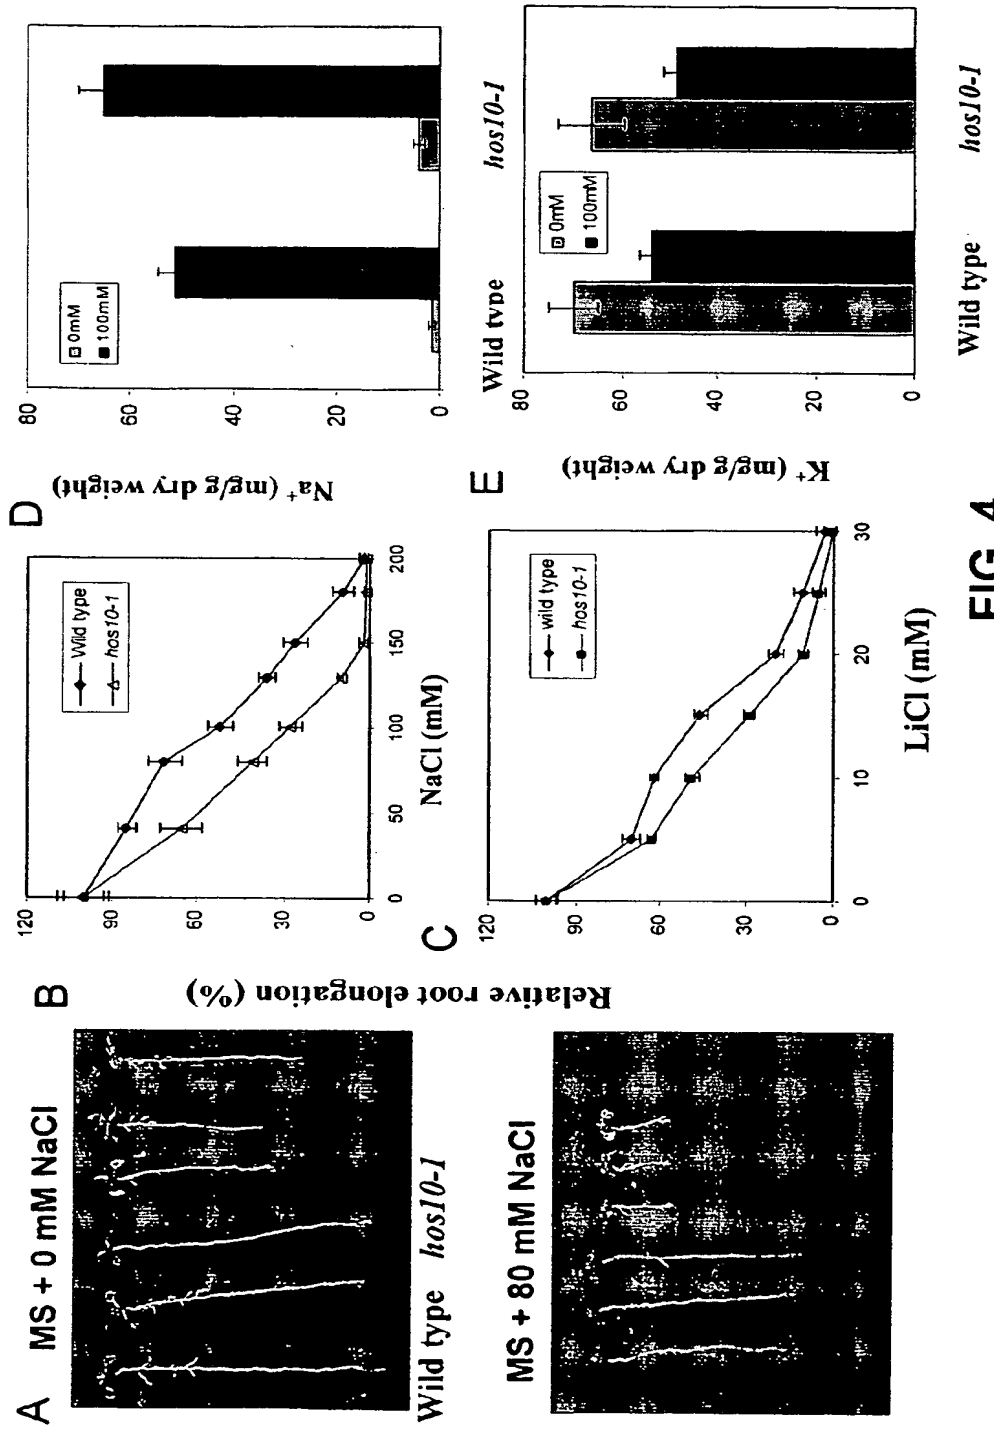 A
MS + 0 mM NaCl
Wild type hos10-1
MS + 80 mM NaCl
B
Relative root elongation (%)
120
90
60
30
0
Wild type
hos10-1
0
50
100
150
200
NaCl (mM)
C
120
90
60
30
0
wild type
hos10-1
0
10
20
30
LiCl (mM)
D
Na+ (mg/g dry weight)
80
60
40
20
0
0mM
100mM
Wild type
hos10-1
E
K+ (mg/g dry weight)
80
60
40
20
0
0mM
100mM
Wild type
hos10-1
FIG. 4